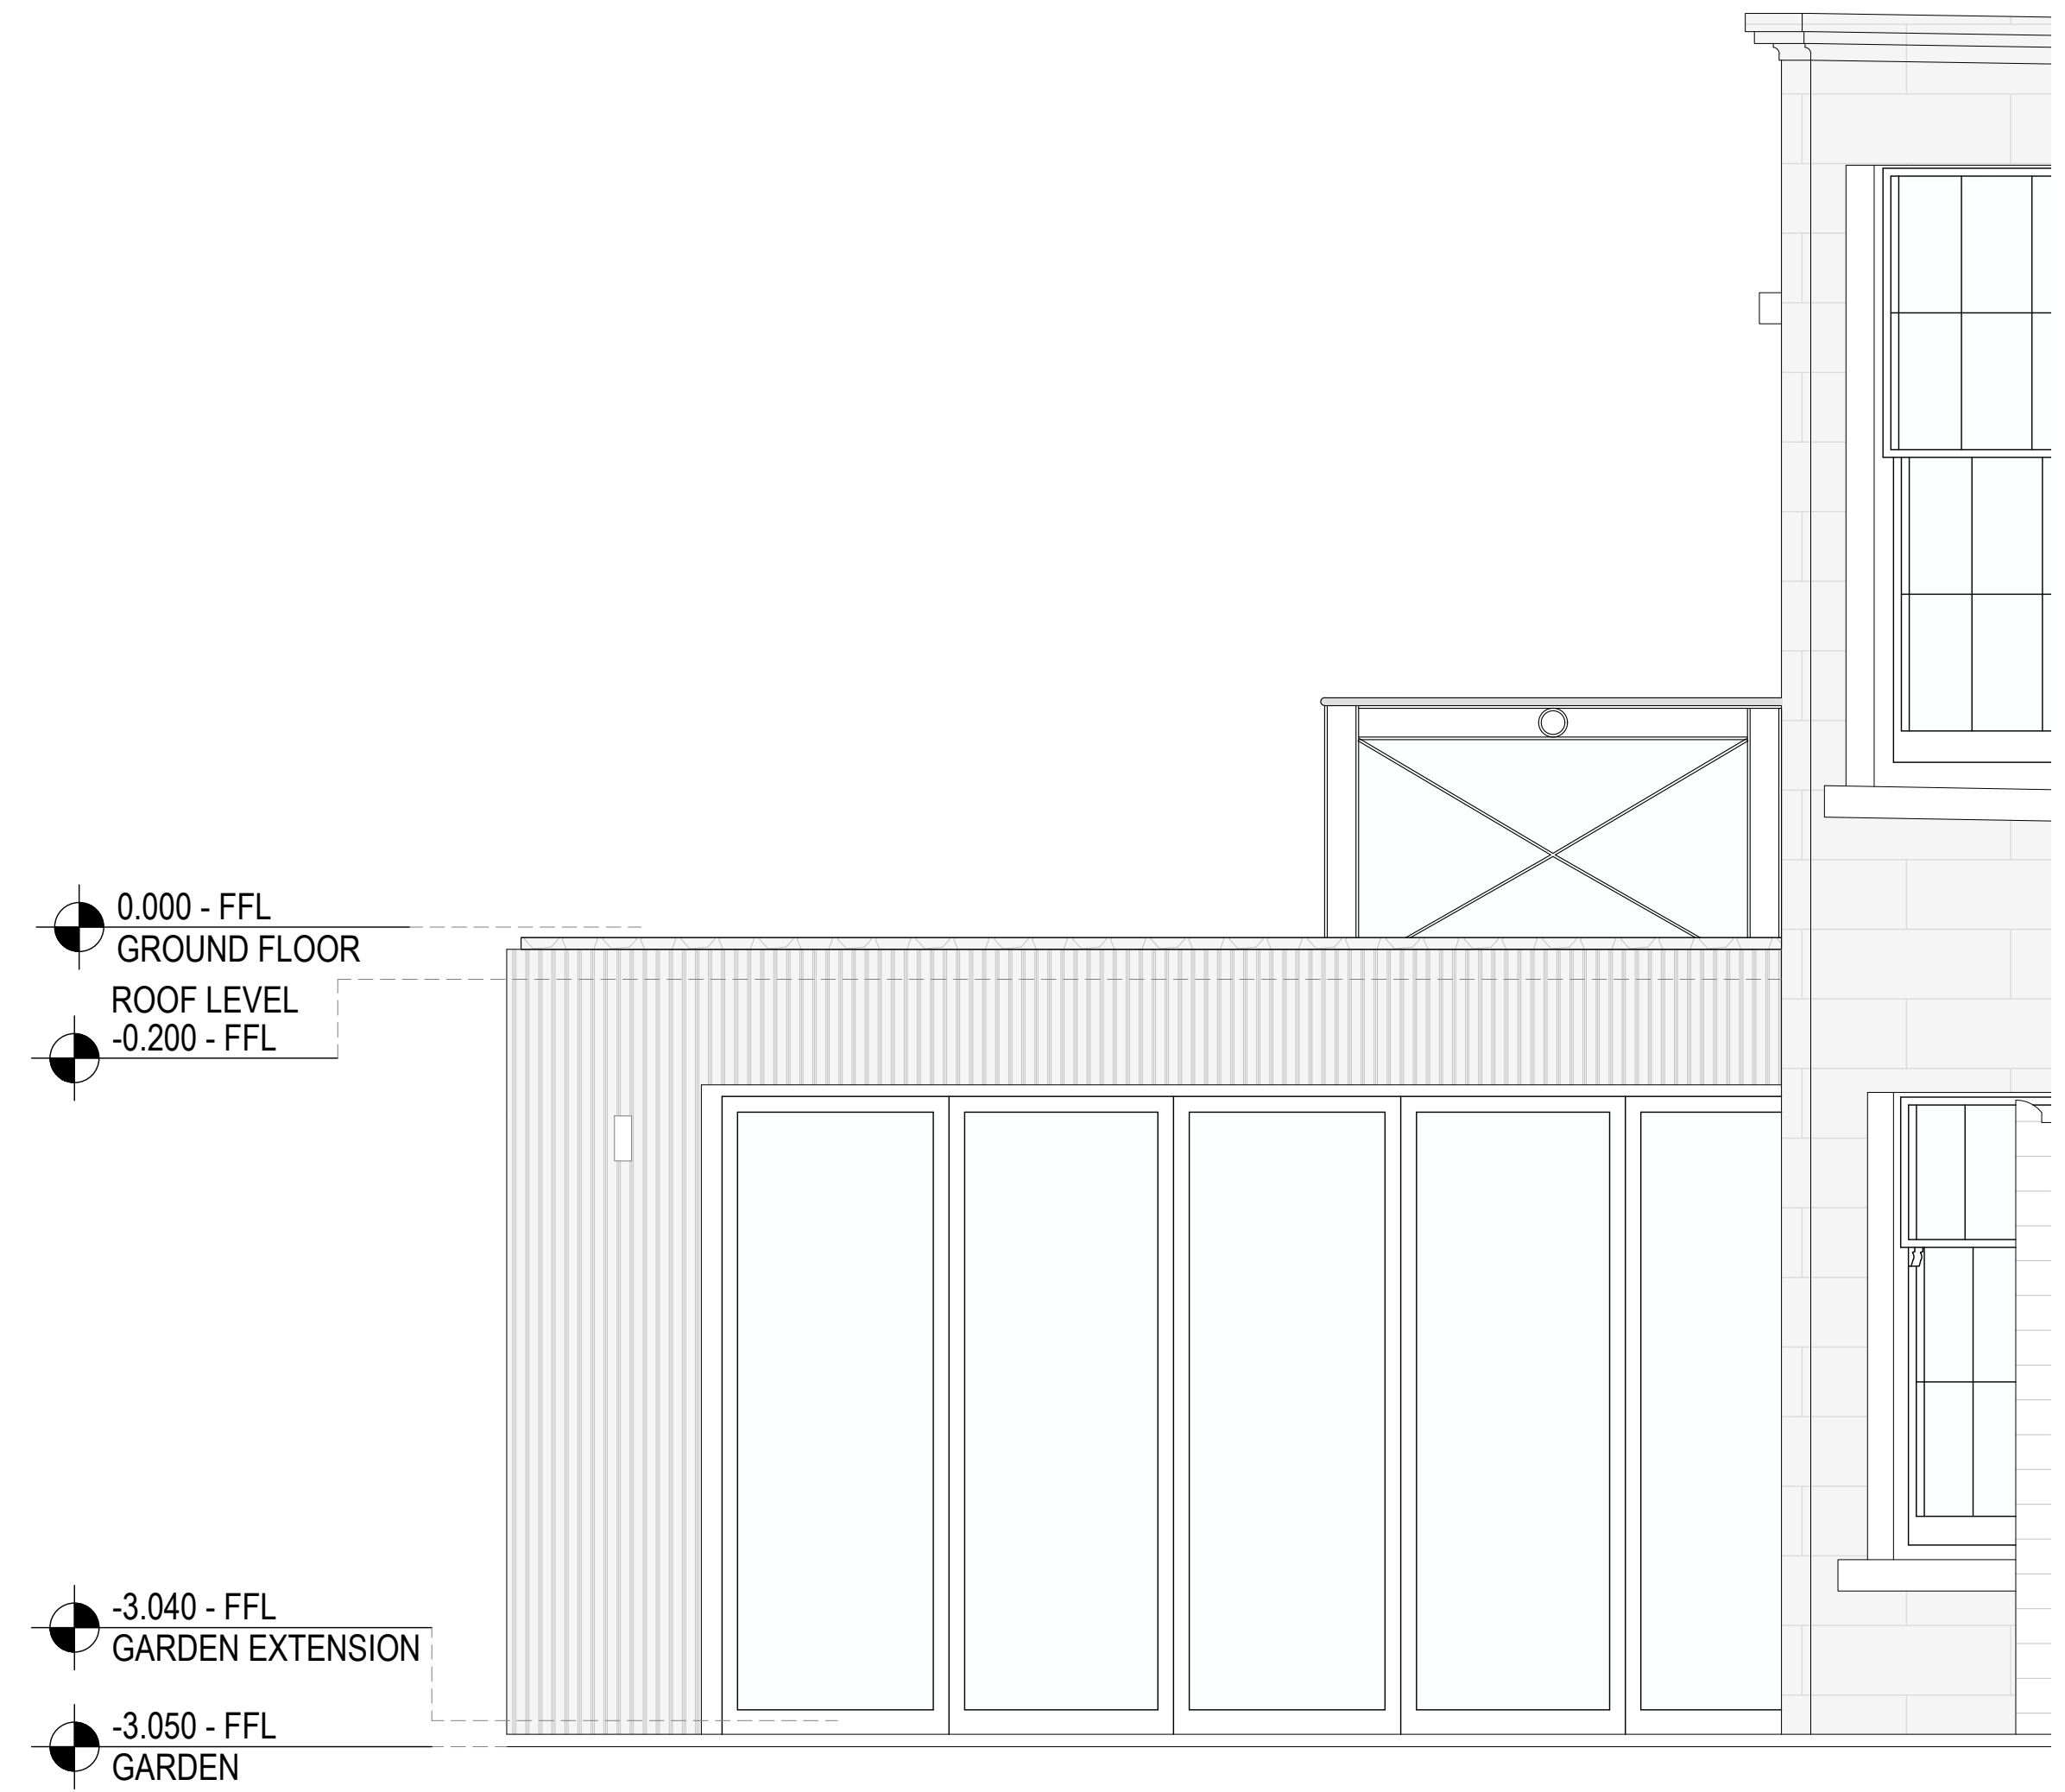 0.000 - FFL
GROUND FLOOR
ROOF LEVEL
-0.200 - FFL
-3.040 - FFL
GARDEN EXTENSION
-3.050 - FFL
GARDEN